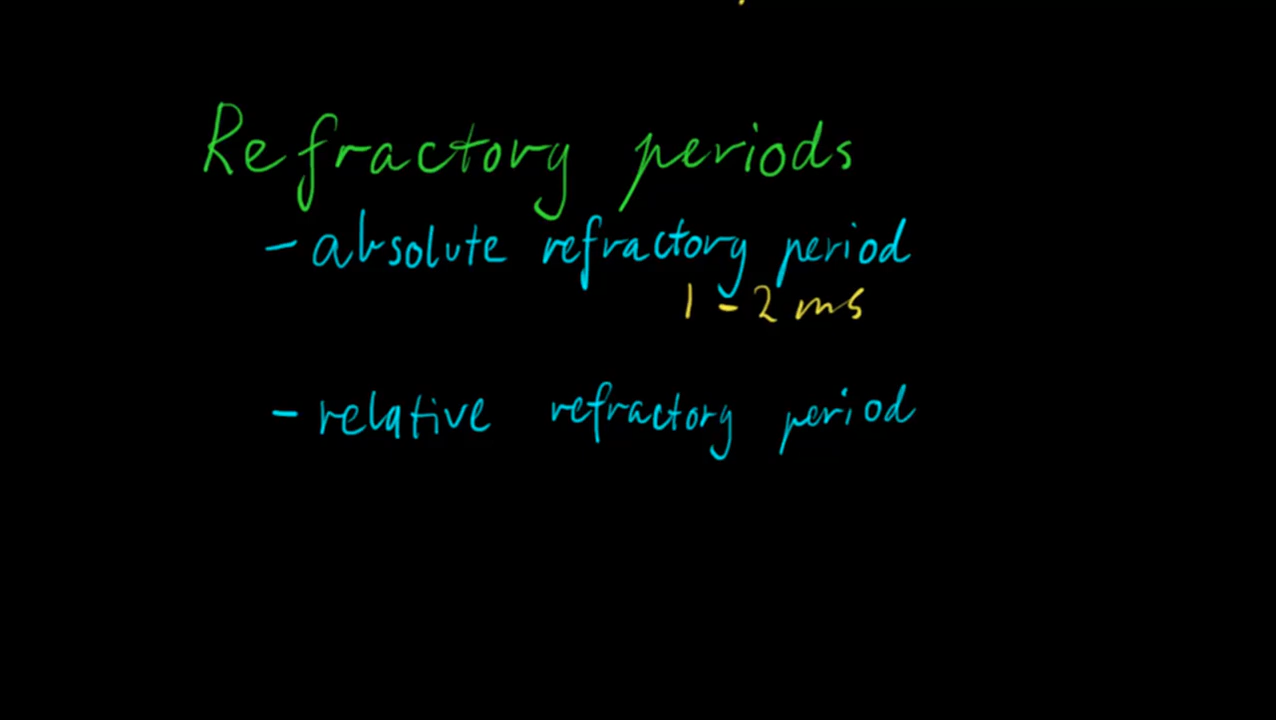 Refractory periods
- absolute refractory period
1-2 ms
- relative refractory period